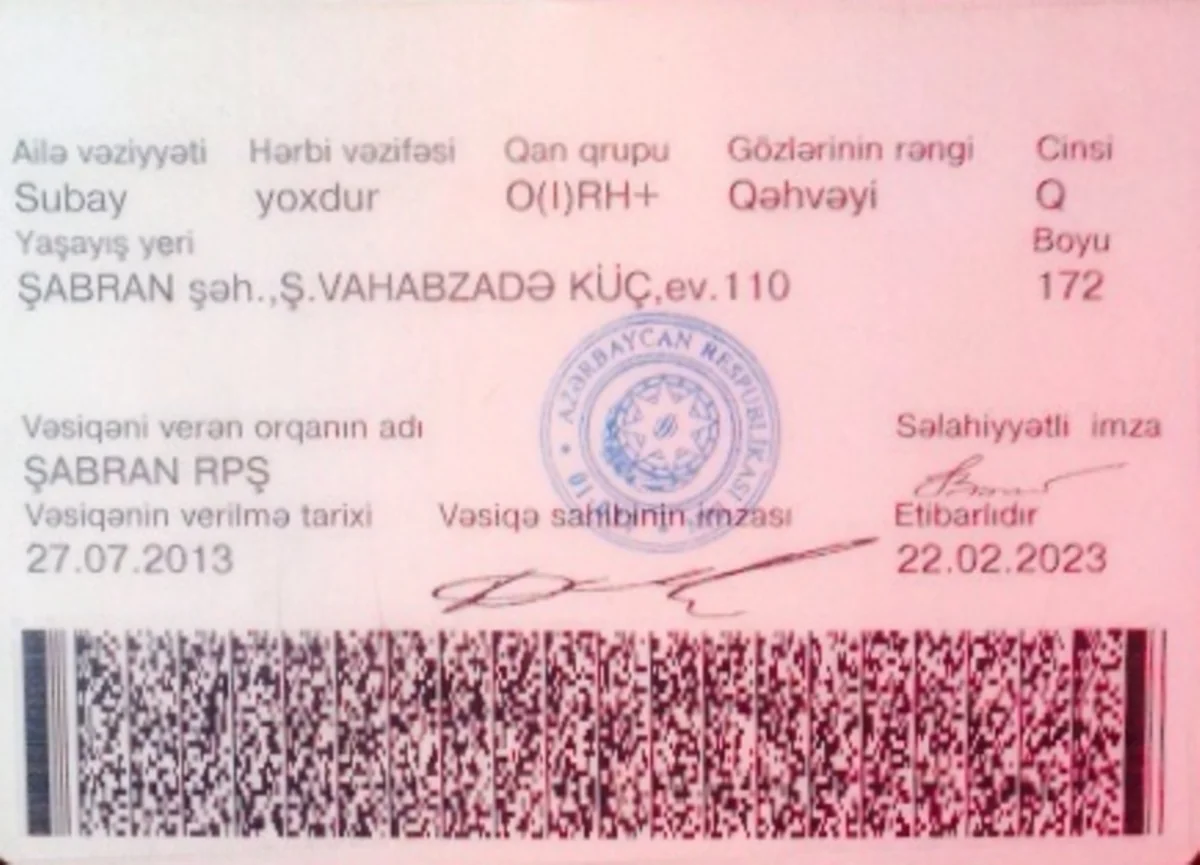 Ailə vəziyyəti Hərbi vəzifəsi Qan qrupu Gözlərinin rəngi Cinsi
Subay yoxdur O(I)RH+ Qəhvəyi Q
Yaşayış yeri Boyu
ŞABRAN şəh.,Ş.VAHABZADƏ KÜÇ,ev.110 172
AZƏRBAYCAN RESPUBLİKASI
Vəsiqəni verən orqanın adı Səlahiyyətli imza
ŞABRAN RPŞ
Vəsiqənin verilmə tarixi Vəsiqə sahibinin imzası Etibarlıdır
27.07.2013 22.02.2023